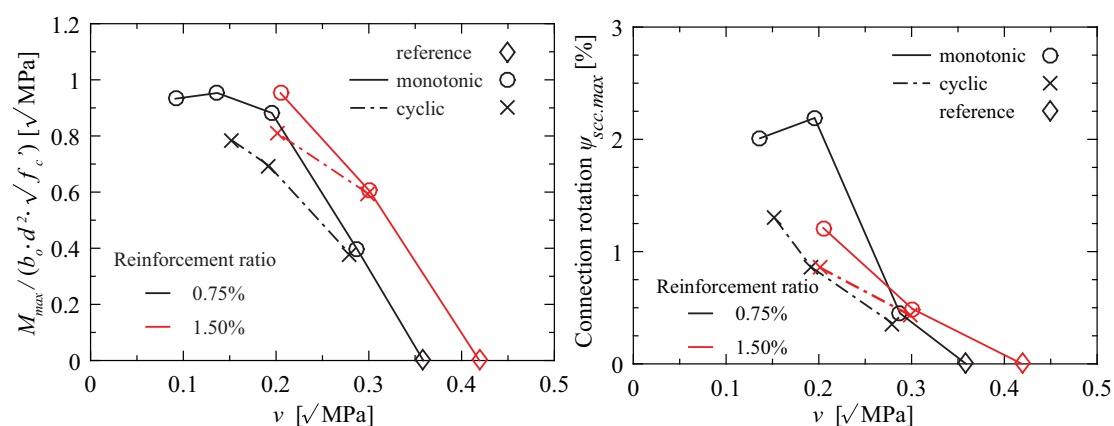 M_max / (b_o · d² · √f_c’) [√MPa]
1.2
1
0.8
0.6
0.4
0.2
0
reference
monotonic
cyclic
Reinforcement ratio
0.75%
1.50%
0 0.1 0.2 0.3 0.4 0.5
v [√MPa]
Connection rotation ψ_scc.max [%]
3
2
1
0
monotonic
cyclic
reference
Reinforcement ratio
0.75%
1.50%
0 0.1 0.2 0.3 0.4 0.5
v [√MPa]